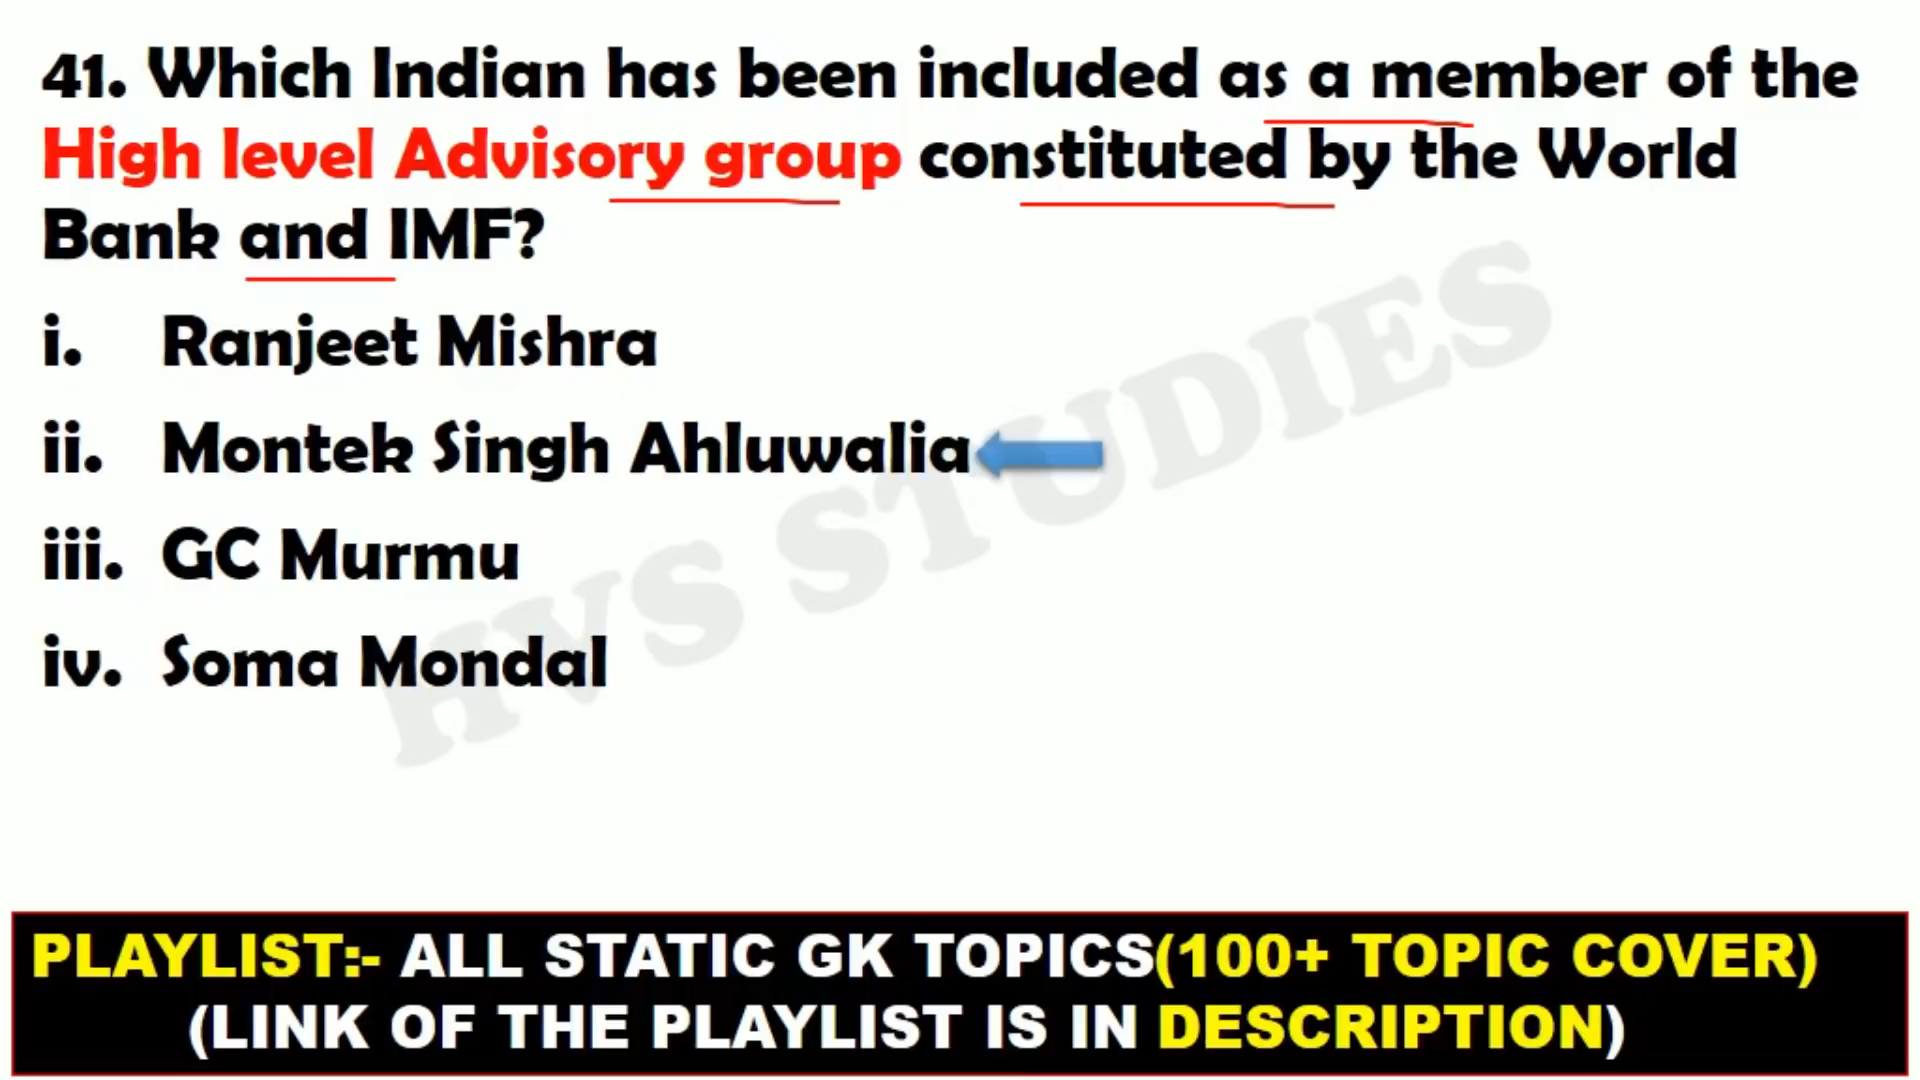 41. Which Indian has been included as a member of the
High level Advisory group constituted by the World
Bank and IMF?
i. Ranjeet Mishra
ii. Montek Singh Ahluwalia
iii. GC Murmu
iv. Soma Mondal
HVS STUDIES
PLAYLIST:- ALL STATIC GK TOPICS(100+ TOPIC COVER)
(LINK OF THE PLAYLIST IS IN DESCRIPTION)